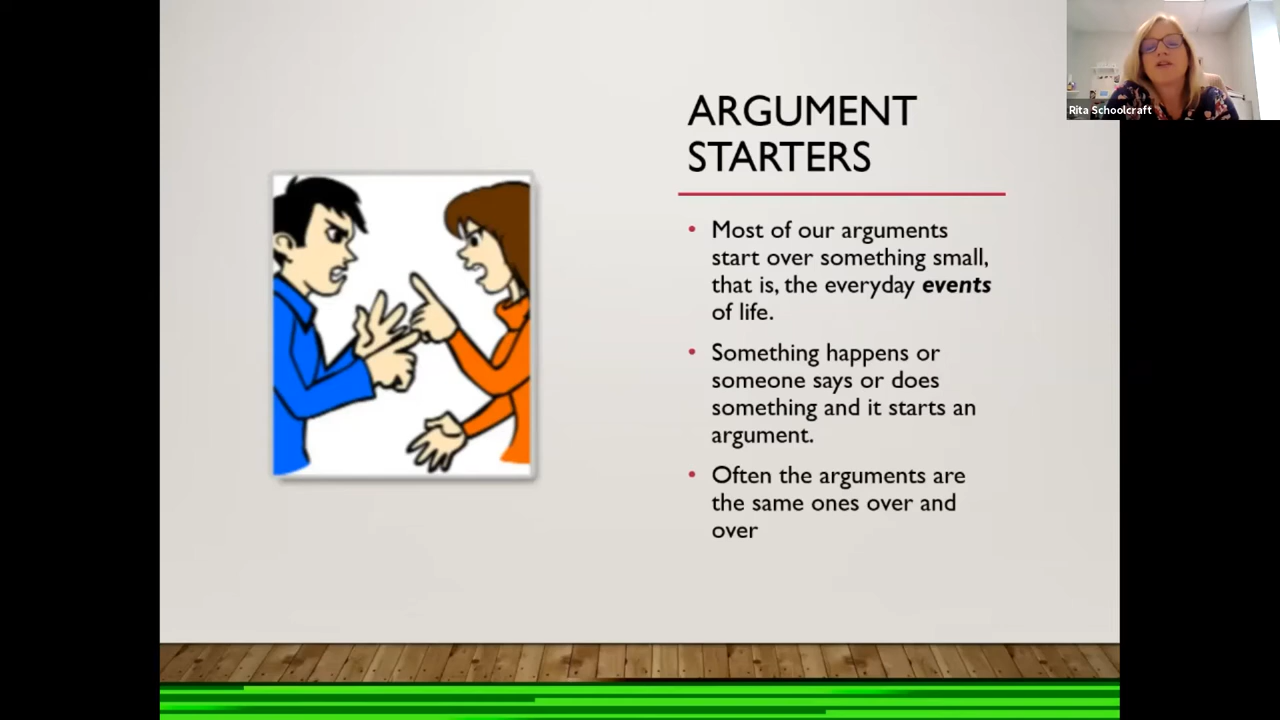 Rita Schoolcraft
ARGUMENT
STARTERS
• Most of our arguments
start over something small,
that is, the everyday events
of life.
• Something happens or
someone says or does
something and it starts an
argument.
• Often the arguments are
the same ones over and
over